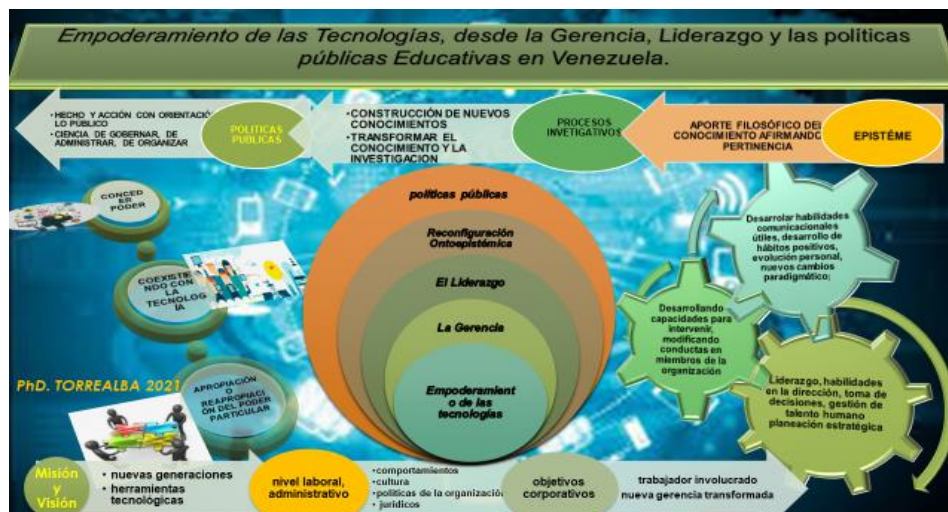 Empoderamiento de las Tecnologías, desde la Gerencia, Liderazgo y las políticas
públicas Educativas en Venezuela.
• HECHO Y ACCIÓN CON ORIENTACIÓ
LO PÚBLICO
• CIENCIA DE GOBERNAR, DE
ADMINISTRAR, DE ORGANIZAR
POLITICAS
PUBLICAS
• CONSTRUCCIÓN DE NUEVOS
CONOCIMIENTOS
• TRANSFORMAR EL
CONOCIMIENTO Y LA
INVESTIGACION
PROCESOS
INVETIGATIVOS
APORTE FILOSÓFICO DEL
CONOCIMIENTO AFIRMANDO
PERTINENCIA
EPISTÉME
CONCED
ER
PODER
COEXISTIE
NDO CON
LA
TECNOLOG
ÍA
APROPIACIÓN
O
REAPROPIACI
ÓN DEL PODER
PARTICULAR
PhD. TORREALBA 2021
políticas públicas
Reconfiguración
Ontoepistémica
El Liderazgo
La Gerencia
Empoderamient
o de las
tecnologías
Desarrolar habilidades
comunicacionales
útiles, desarrollo de
hábitos positivos,
evolución personal,
nuevos cambios
paradigmático;
Desarrollando
capacidades para
intervenir,
modificando
conductas en
miembros de la
organización
Liderazgo, habilidades
en la dirección, toma de
decisiones, gestión de
talento humano
planeación estratégica
Misión
y
Visión
• nuevas generaciones
• herramientas
tecnológicas
nivel laboral,
administrativo
• comportamientos
• cultura
• políticas de la organización
• jurídicos
objetivos
corporativos
trabajador involucrado
nueva gerencia transformada